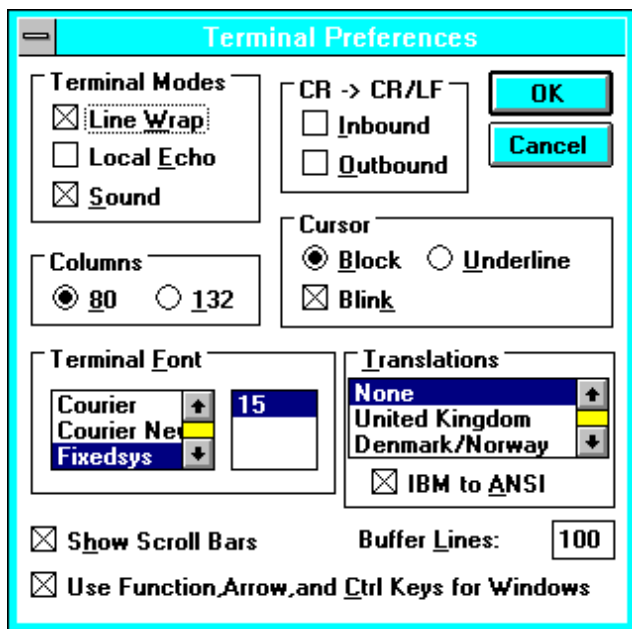 Terminal Preferences
Terminal Modes
Line Wrap
Local Echo
Sound
CR -> CR/LF
Inbound
Outbound
OK
Cancel
Columns
80 132
Cursor
Block Underline
Blink
Terminal Font
Courier
Courier Ne
Fixedsys
15
Translations
None
United Kingdom
Denmark/Norway
IBM to ANSI
Show Scroll Bars
Buffer Lines: 100
Use Function,Arrow,and Ctrl Keys for Windows